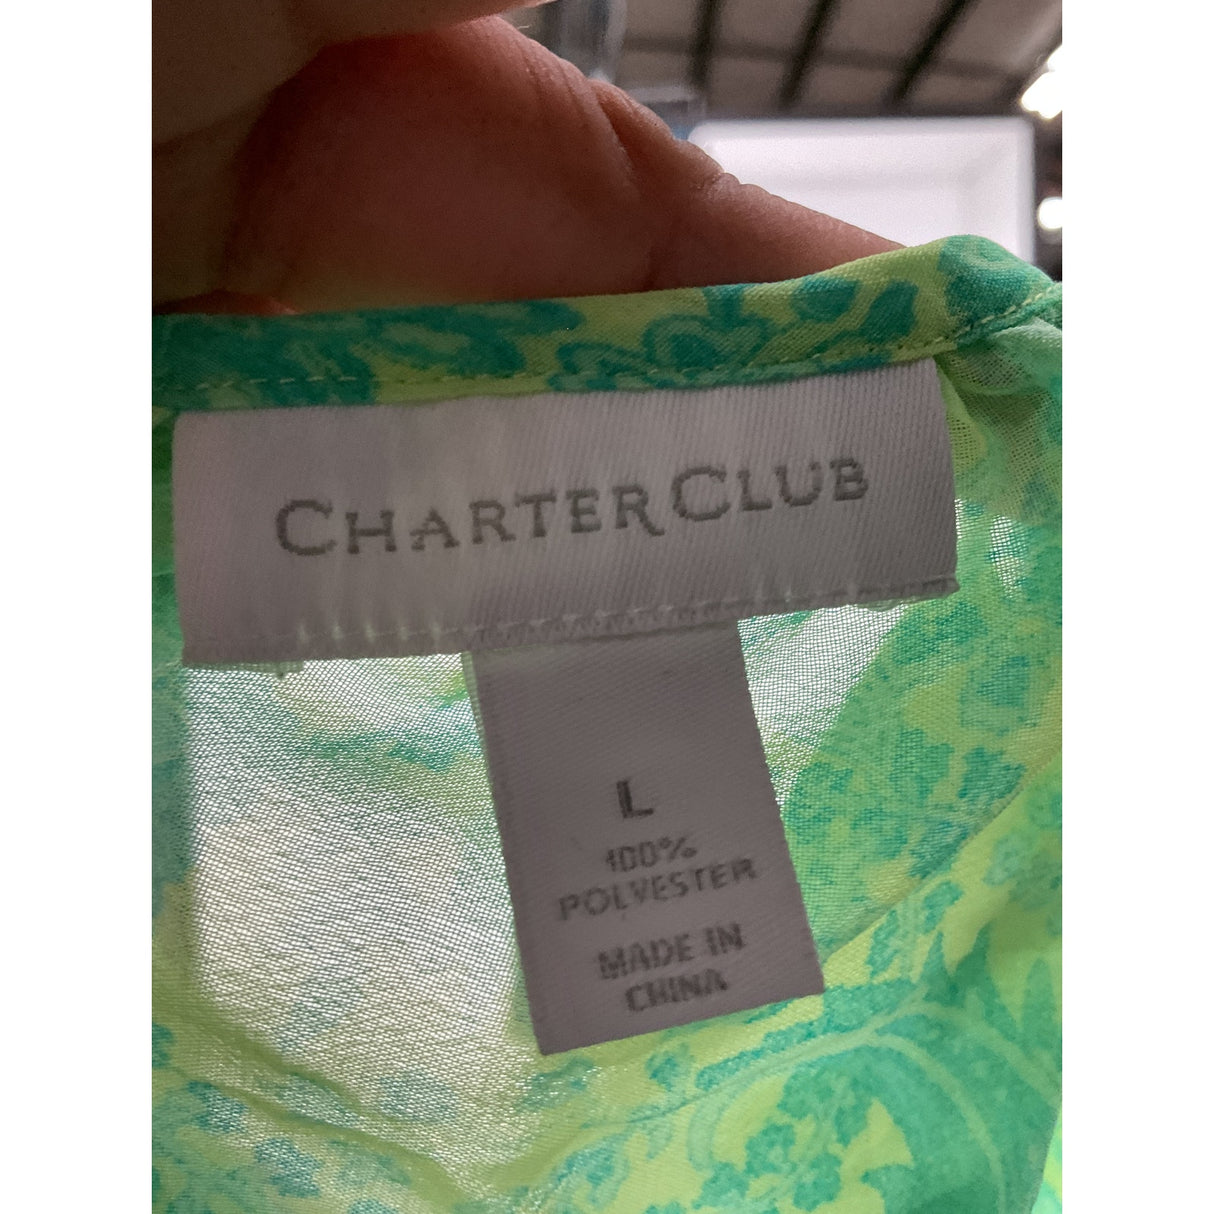 CHARTER CLUB
L
100%
POLYESTER
MADE IN
CHINA